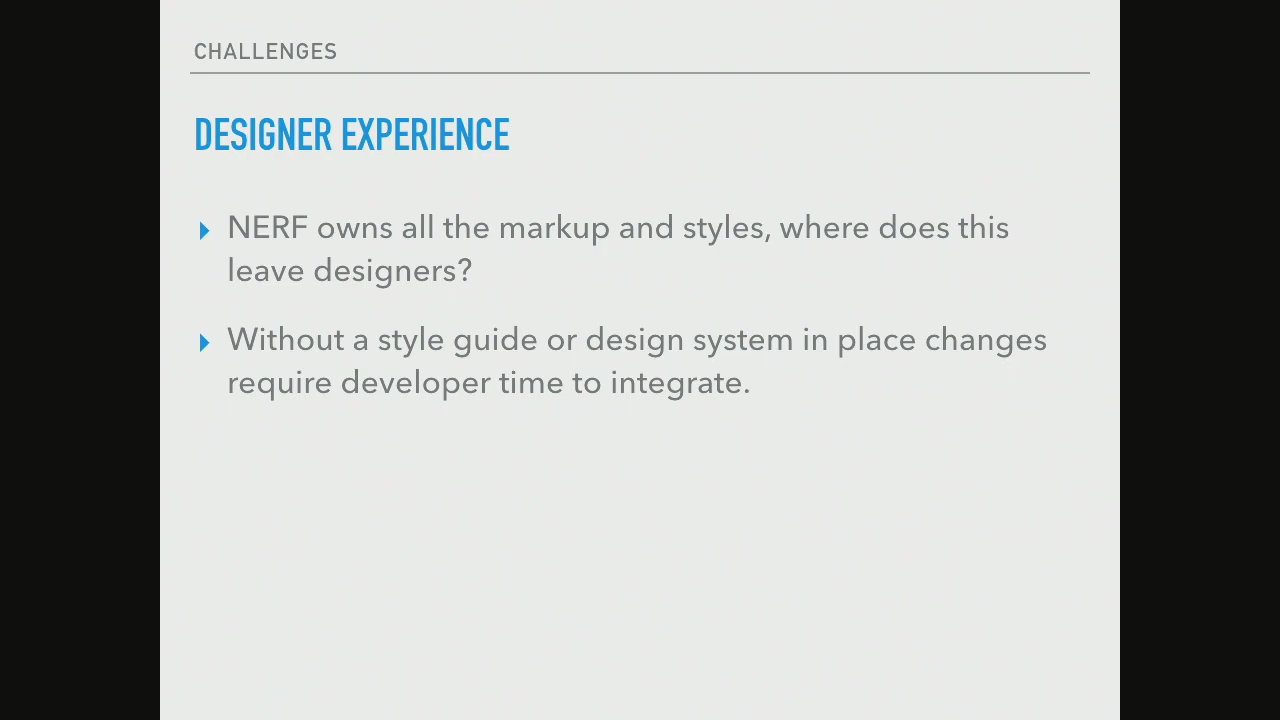 CHALLENGES
DESIGNER EXPERIENCE
NERF owns all the markup and styles, where does this
leave designers?
Without a style guide or design system in place changes
require developer time to integrate.